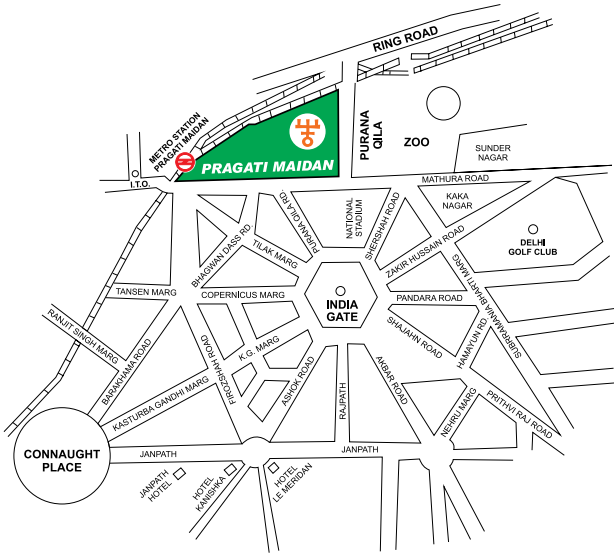 RING ROAD
METRO STATION
PRAGATI MAIDAN
PURANA
QILA
ZOO
SUNDER
NAGAR
PRAGATI MAIDAN
I.T.O.
MATHURA ROAD
KAKA
NAGAR
PURANA QILA RD.
NATIONAL
STADIUM
SHERSHAH ROAD
BHAGWAN DASS RD
TILAK MARG
ZAKIR HUSSAIN ROAD
DELHI
GOLF CLUB
TANSEN MARG
COPERNICUS MARG
INDIA
GATE
PANDARA ROAD
SUBRRAMANIA BHARTI MARG
RANJIT SINGH MARG
BARAKHAMA ROAD
FIROZSHAH ROAD
K.G. MARG
SHAJAHN ROAD
HAMAYUN RD.
KASTURBA GANDHI MARG
ASHOK ROAD
RAJPATH
AKBAR ROAD
NEHRU MARG
PRITHVI RAJ ROAD
CONNAUGHT
PLACE
JANPATH
JANPATH
JANPATH
HOTEL
HOTEL
KANISHKA
HOTEL
LE MERIDAN